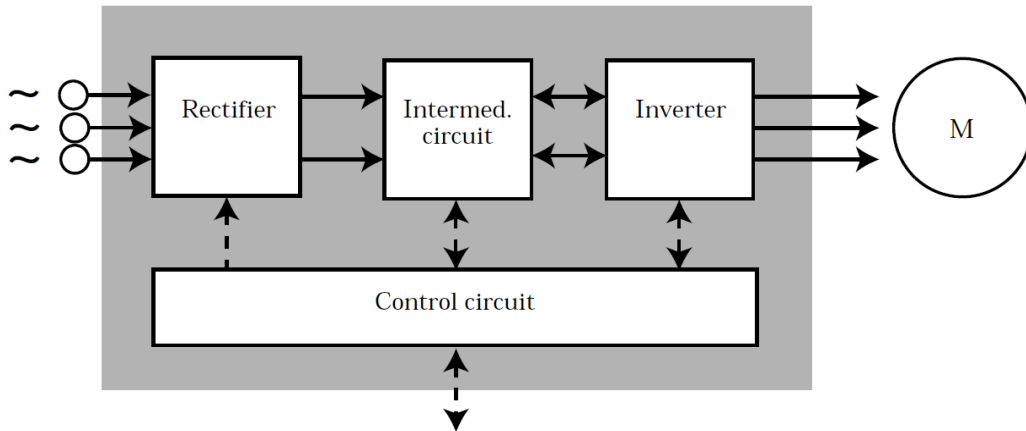 ~
~
~
Rectifier
Intermed.
circuit
Inverter
M
Control circuit